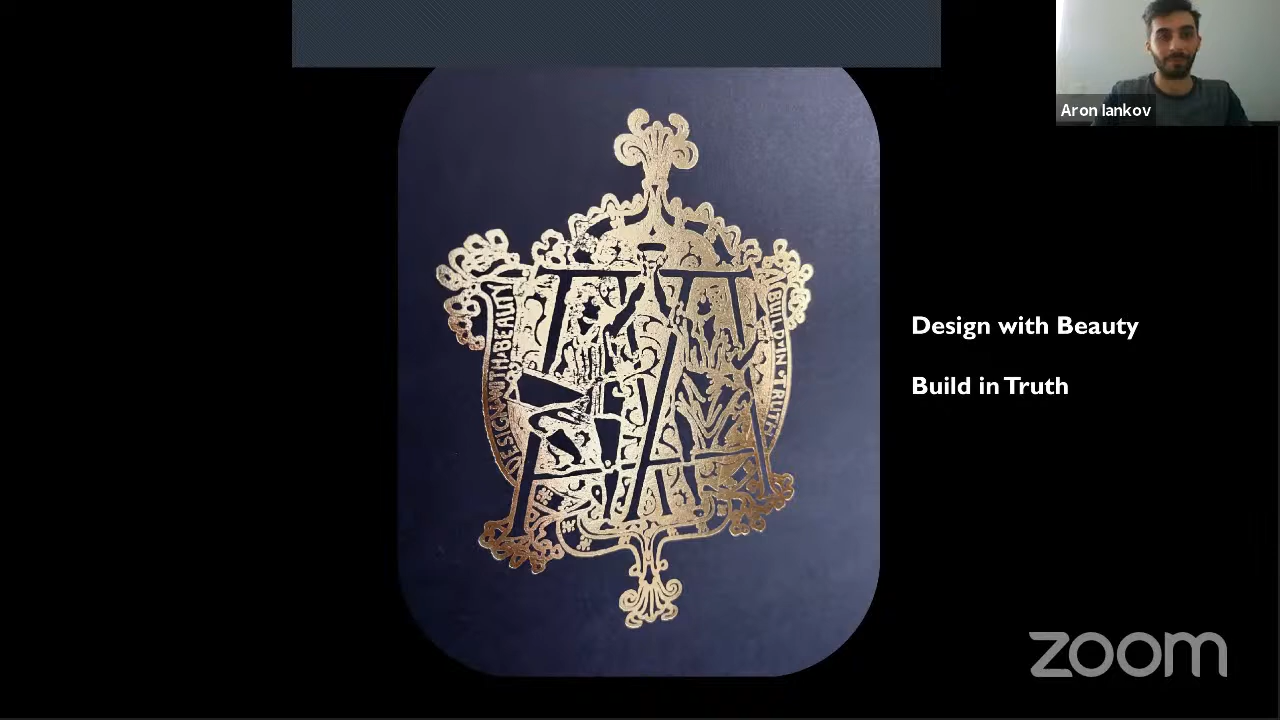 Aron Iankov
DESIGN·WITH·BEAUTY
BUILD·IN·TRUTH
Design with Beauty
Build in Truth
zoom